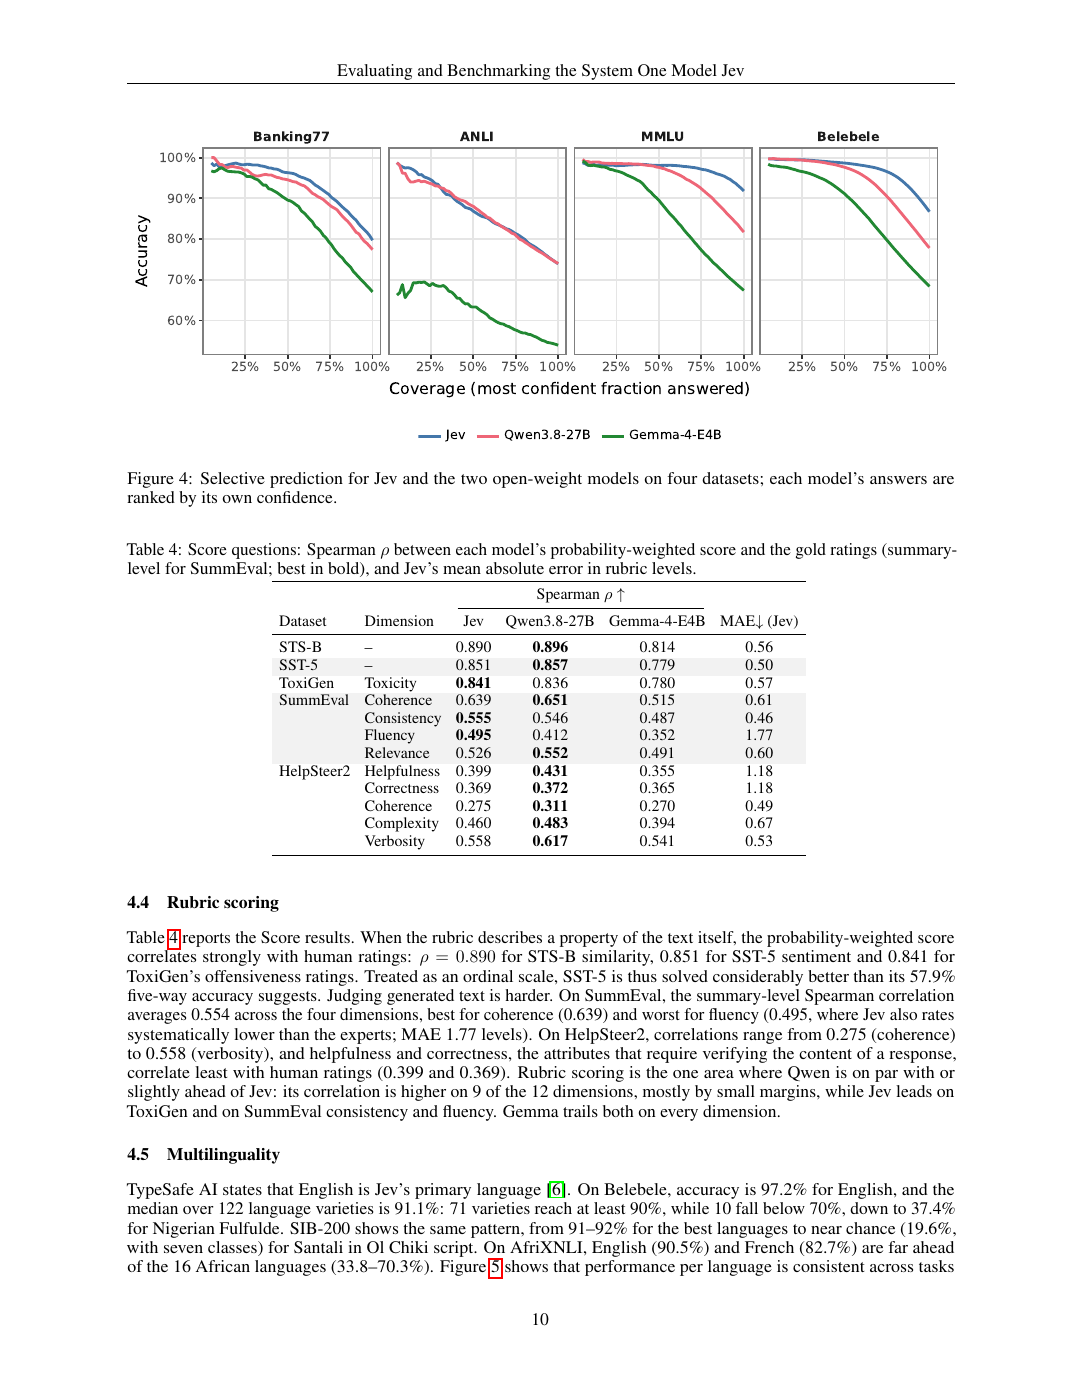 Evaluating and Benchmarking the System One Model Jev
Banking77 ANLI MMLU Belebele
100%
90%
80%
70%
60%
Accuracy
25% 50% 75% 100% 25% 50% 75% 100% 25% 50% 75% 100% 25% 50% 75% 100%
Coverage (most confident fraction answered)
Jev Qwen3.8-27B Gemma-4-E4B
Figure 4: Selective prediction for Jev and the two open-weight models on four datasets; each model's answers are
ranked by its own confidence.
Table 4: Score questions: Spearman ρ between each model's probability-weighted score and the gold ratings (summary-
level for SummEval; best in bold), and Jev's mean absolute error in rubric levels.
Spearman ρ ↑
Dataset Dimension Jev Qwen3.8-27B Gemma-4-E4B MAE↓ (Jev)
STS-B – 0.890 0.896 0.814 0.56
SST-5 – 0.851 0.857 0.779 0.50
ToxiGen Toxicity 0.841 0.836 0.780 0.57
SummEval Coherence 0.639 0.651 0.515 0.61
Consistency 0.555 0.546 0.487 0.46
Fluency 0.495 0.412 0.352 1.77
Relevance 0.526 0.552 0.491 0.60
HelpSteer2 Helpfulness 0.399 0.431 0.355 1.18
Correctness 0.369 0.372 0.365 1.18
Coherence 0.275 0.311 0.270 0.49
Complexity 0.460 0.483 0.394 0.67
Verbosity 0.558 0.617 0.541 0.53
4.4 Rubric scoring
Table 4 reports the Score results. When the rubric describes a property of the text itself, the probability-weighted score
correlates strongly with human ratings: ρ = 0.890 for STS-B similarity, 0.851 for SST-5 sentiment and 0.841 for
ToxiGen's offensiveness ratings. Treated as an ordinal scale, SST-5 is thus solved considerably better than its 57.9%
five-way accuracy suggests. Judging generated text is harder. On SummEval, the summary-level Spearman correlation
averages 0.554 across the four dimensions, best for coherence (0.639) and worst for fluency (0.495, where Jev also rates
systematically lower than the experts; MAE 1.77 levels). On HelpSteer2, correlations range from 0.275 (coherence)
to 0.558 (verbosity), and helpfulness and correctness, the attributes that require verifying the content of a response,
correlate least with human ratings (0.399 and 0.369). Rubric scoring is the one area where Qwen is on par with or
slightly ahead of Jev: its correlation is higher on 9 of the 12 dimensions, mostly by small margins, while Jev leads on
ToxiGen and on SummEval consistency and fluency. Gemma trails both on every dimension.
4.5 Multilinguality
TypeSafe AI states that English is Jev's primary language [6]. On Belebele, accuracy is 97.2% for English, and the
median over 122 language varieties is 91.1%: 71 varieties reach at least 90%, while 10 fall below 70%, down to 37.4%
for Nigerian Fulfulde. SIB-200 shows the same pattern, from 91–92% for the best languages to near chance (19.6%,
with seven classes) for Santali in Ol Chiki script. On AfriXNLI, English (90.5%) and French (82.7%) are far ahead
of the 16 African languages (33.8–70.3%). Figure 5 shows that performance per language is consistent across tasks
10